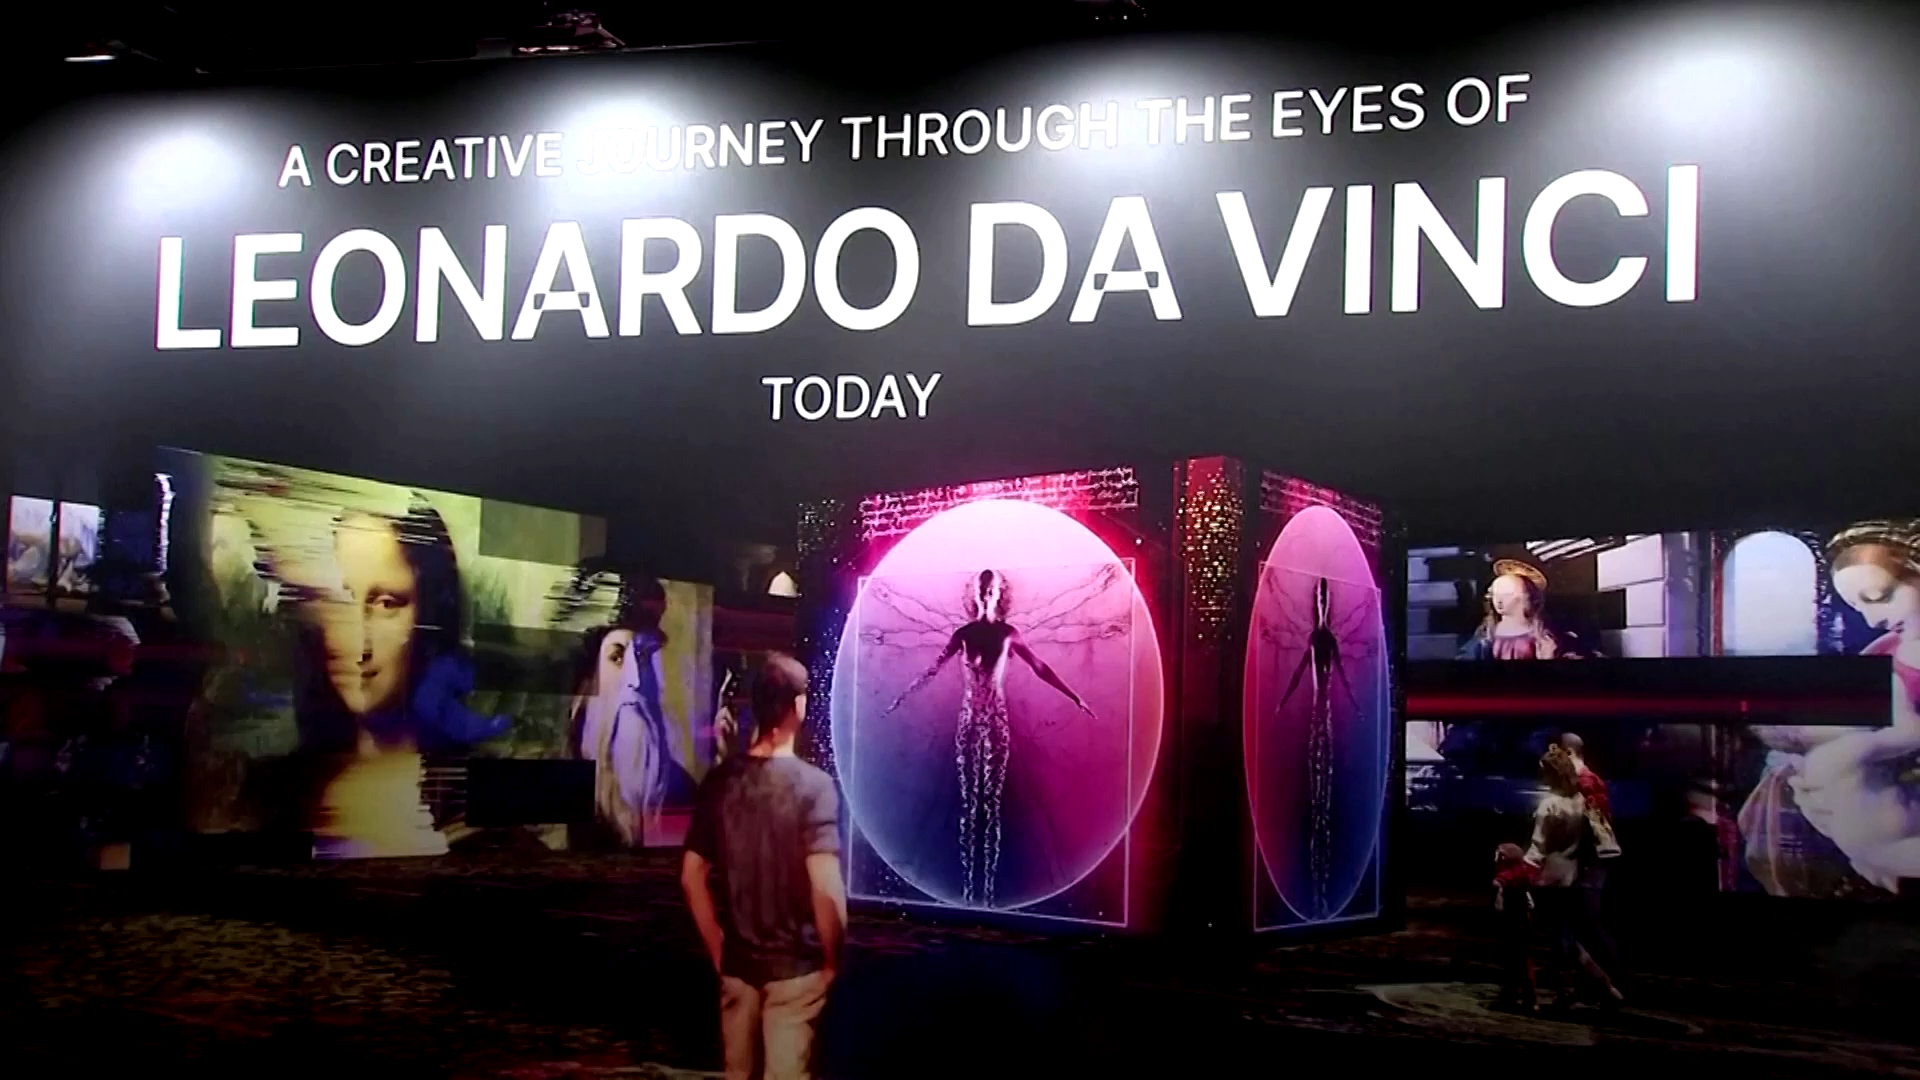 A CREATIVE JOURNEY THROUGH THE EYES OF
LEONARDO DA VINCI
TODAY